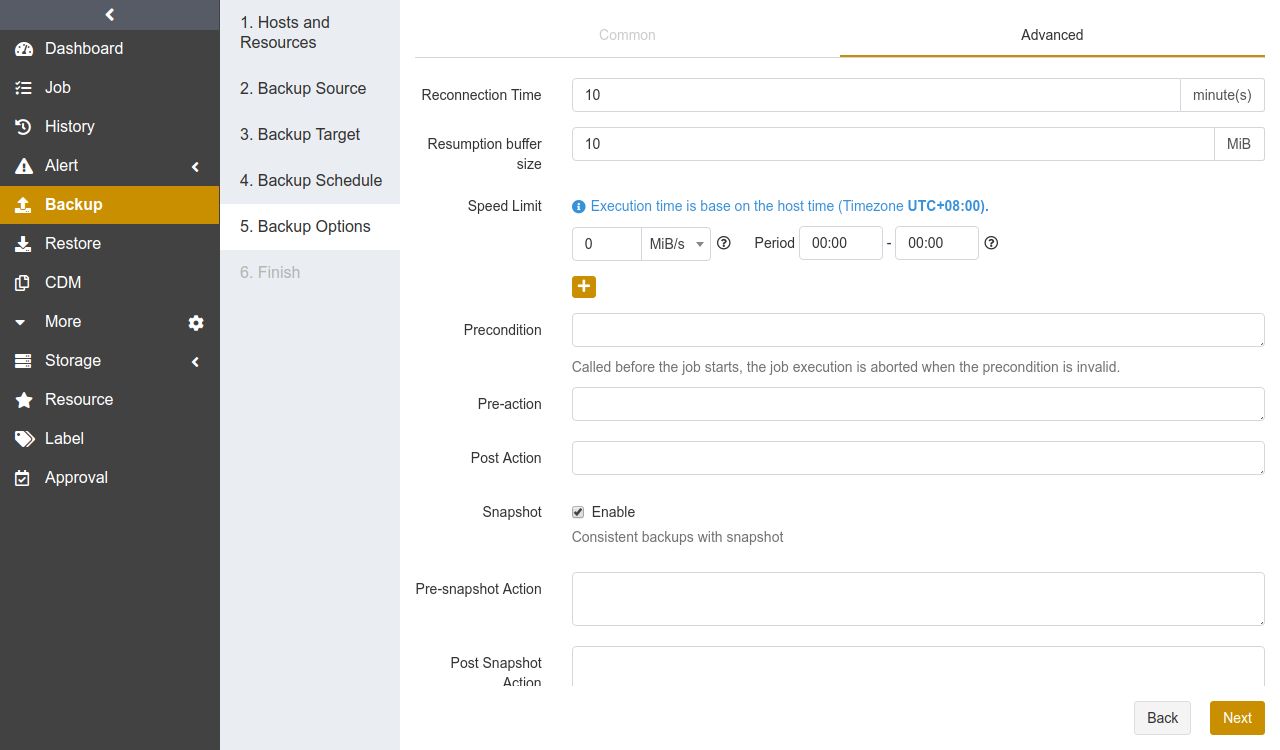 Dashboard
Job
History
Alert
Backup
Restore
CDM
More
Storage
Resource
Label
Approval
1. Hosts and
Resources
2. Backup Source
3. Backup Target
4. Backup Schedule
5. Backup Options
6. Finish
Common Advanced
Reconnection Time 10 minute(s)
Resumption buffer
size
10 MiB
Speed Limit Execution time is base on the host time (Timezone UTC+08:00).
0 MiB/s Period 00:00 - 00:00
Precondition
Called before the job starts, the job execution is aborted when the precondition is invalid.
Pre-action
Post Action
Snapshot Enable
Consistent backups with snapshot
Pre-snapshot Action
Post Snapshot
Action
Back Next